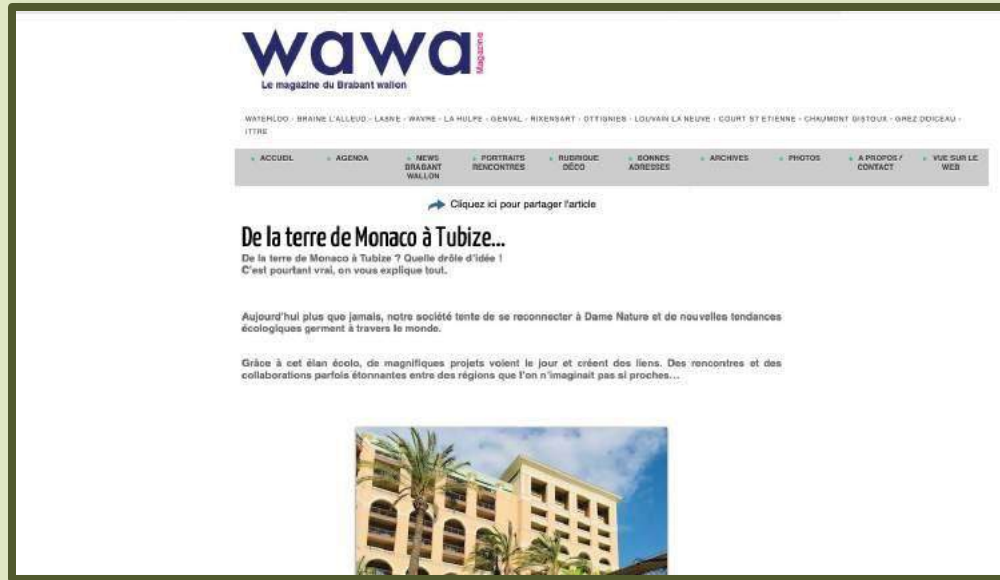 wawa
Magazine
Le magazine du Brabant wallon
WATERLOO - BRAINE L'ALLEUD - LASNE - WAVRE - LA HULPE - GENVAL - RIXENSART - OTTIGNIES - LOUVAIN LA NEUVE - COURT ST ETIENNE - CHAUMONT GISTOUX - GREZ DOICEAU -
ITTRE
ACCUEIL
AGENDA
NEWS
BRABANT
WALLON
PORTRAITS
RENCONTRES
RUBRIQUE
DÉCO
BONNES
ADRESSES
ARCHIVES
PHOTOS
A PROPOS /
CONTACT
VUE SUR LE
WEB
Cliquez ici pour partager l'article
De la terre de Monaco à Tubize...
De la terre de Monaco à Tubize ? Quelle drôle d'idée !
C'est pourtant vrai, on vous explique tout.
Aujourd'hui plus que jamais, notre société tente de se reconnecter à Dame Nature et de nouvelles tendances
écologiques germent à travers le monde.
Grâce à cet élan écolo, de magnifiques projets voient le jour et créent des liens. Des rencontres et des
collaborations parfois étonnantes entre des régions que l'on n'imaginait pas si proches...